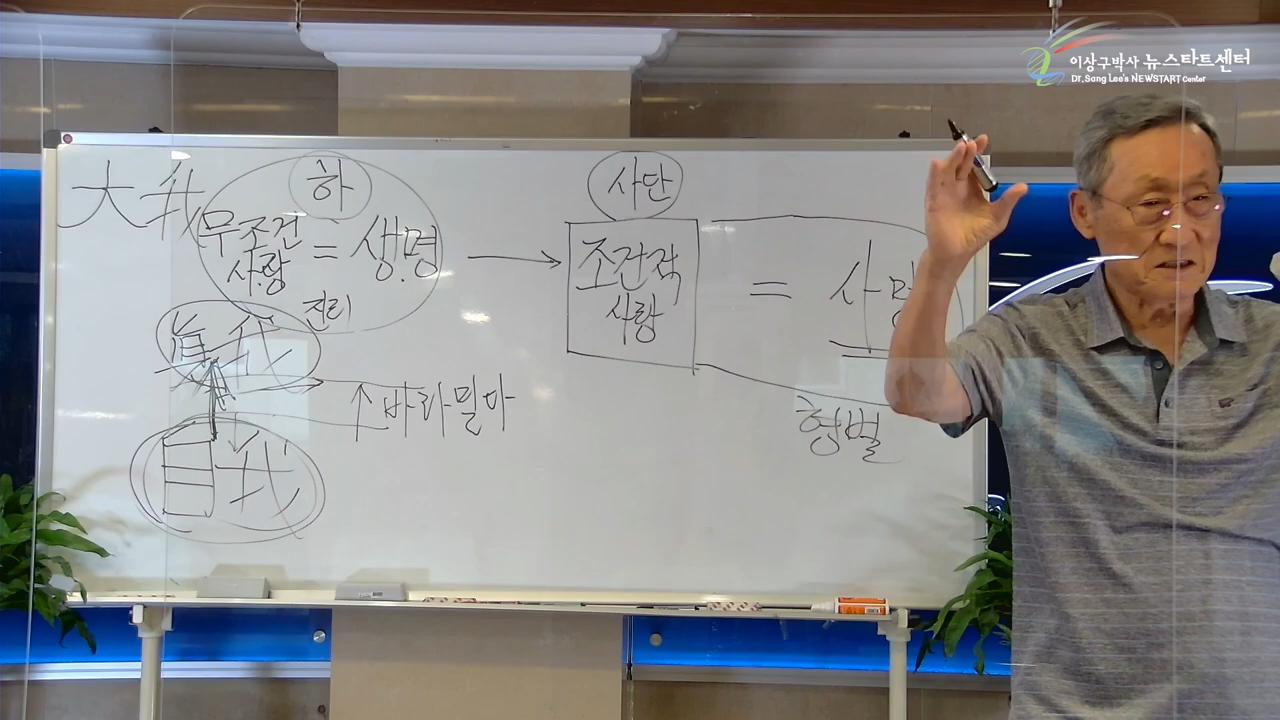 이상구박사 뉴스타트센터
Dr. Sang Lee's NEWSTART Center
大我
하
무조건
사랑
= 생명
진리
사단
조건적
사랑
= 사망
眞我
↑바라밀다
형벌
自我